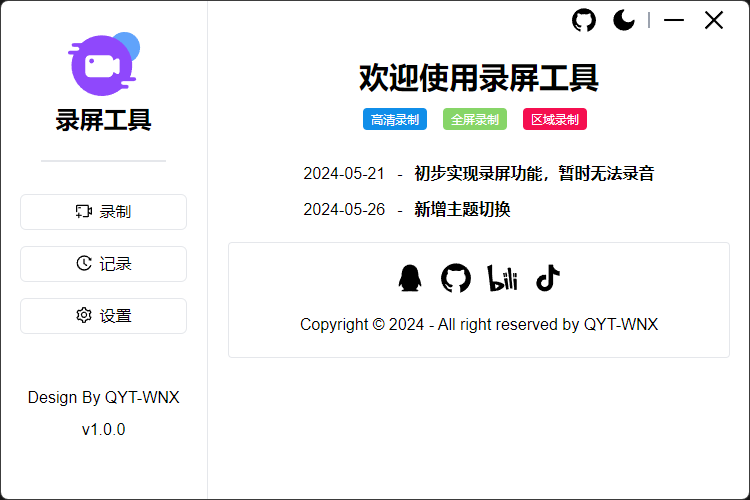 录屏工具
录制
记录
设置
Design By QYT-WNX
v1.0.0
欢迎使用录屏工具
高清录制 全屏录制 区域录制
2024-05-21 - 初步实现录屏功能，暂时无法录音
2024-05-26 - 新增主题切换
bili
Copyright © 2024 - All right reserved by QYT-WNX